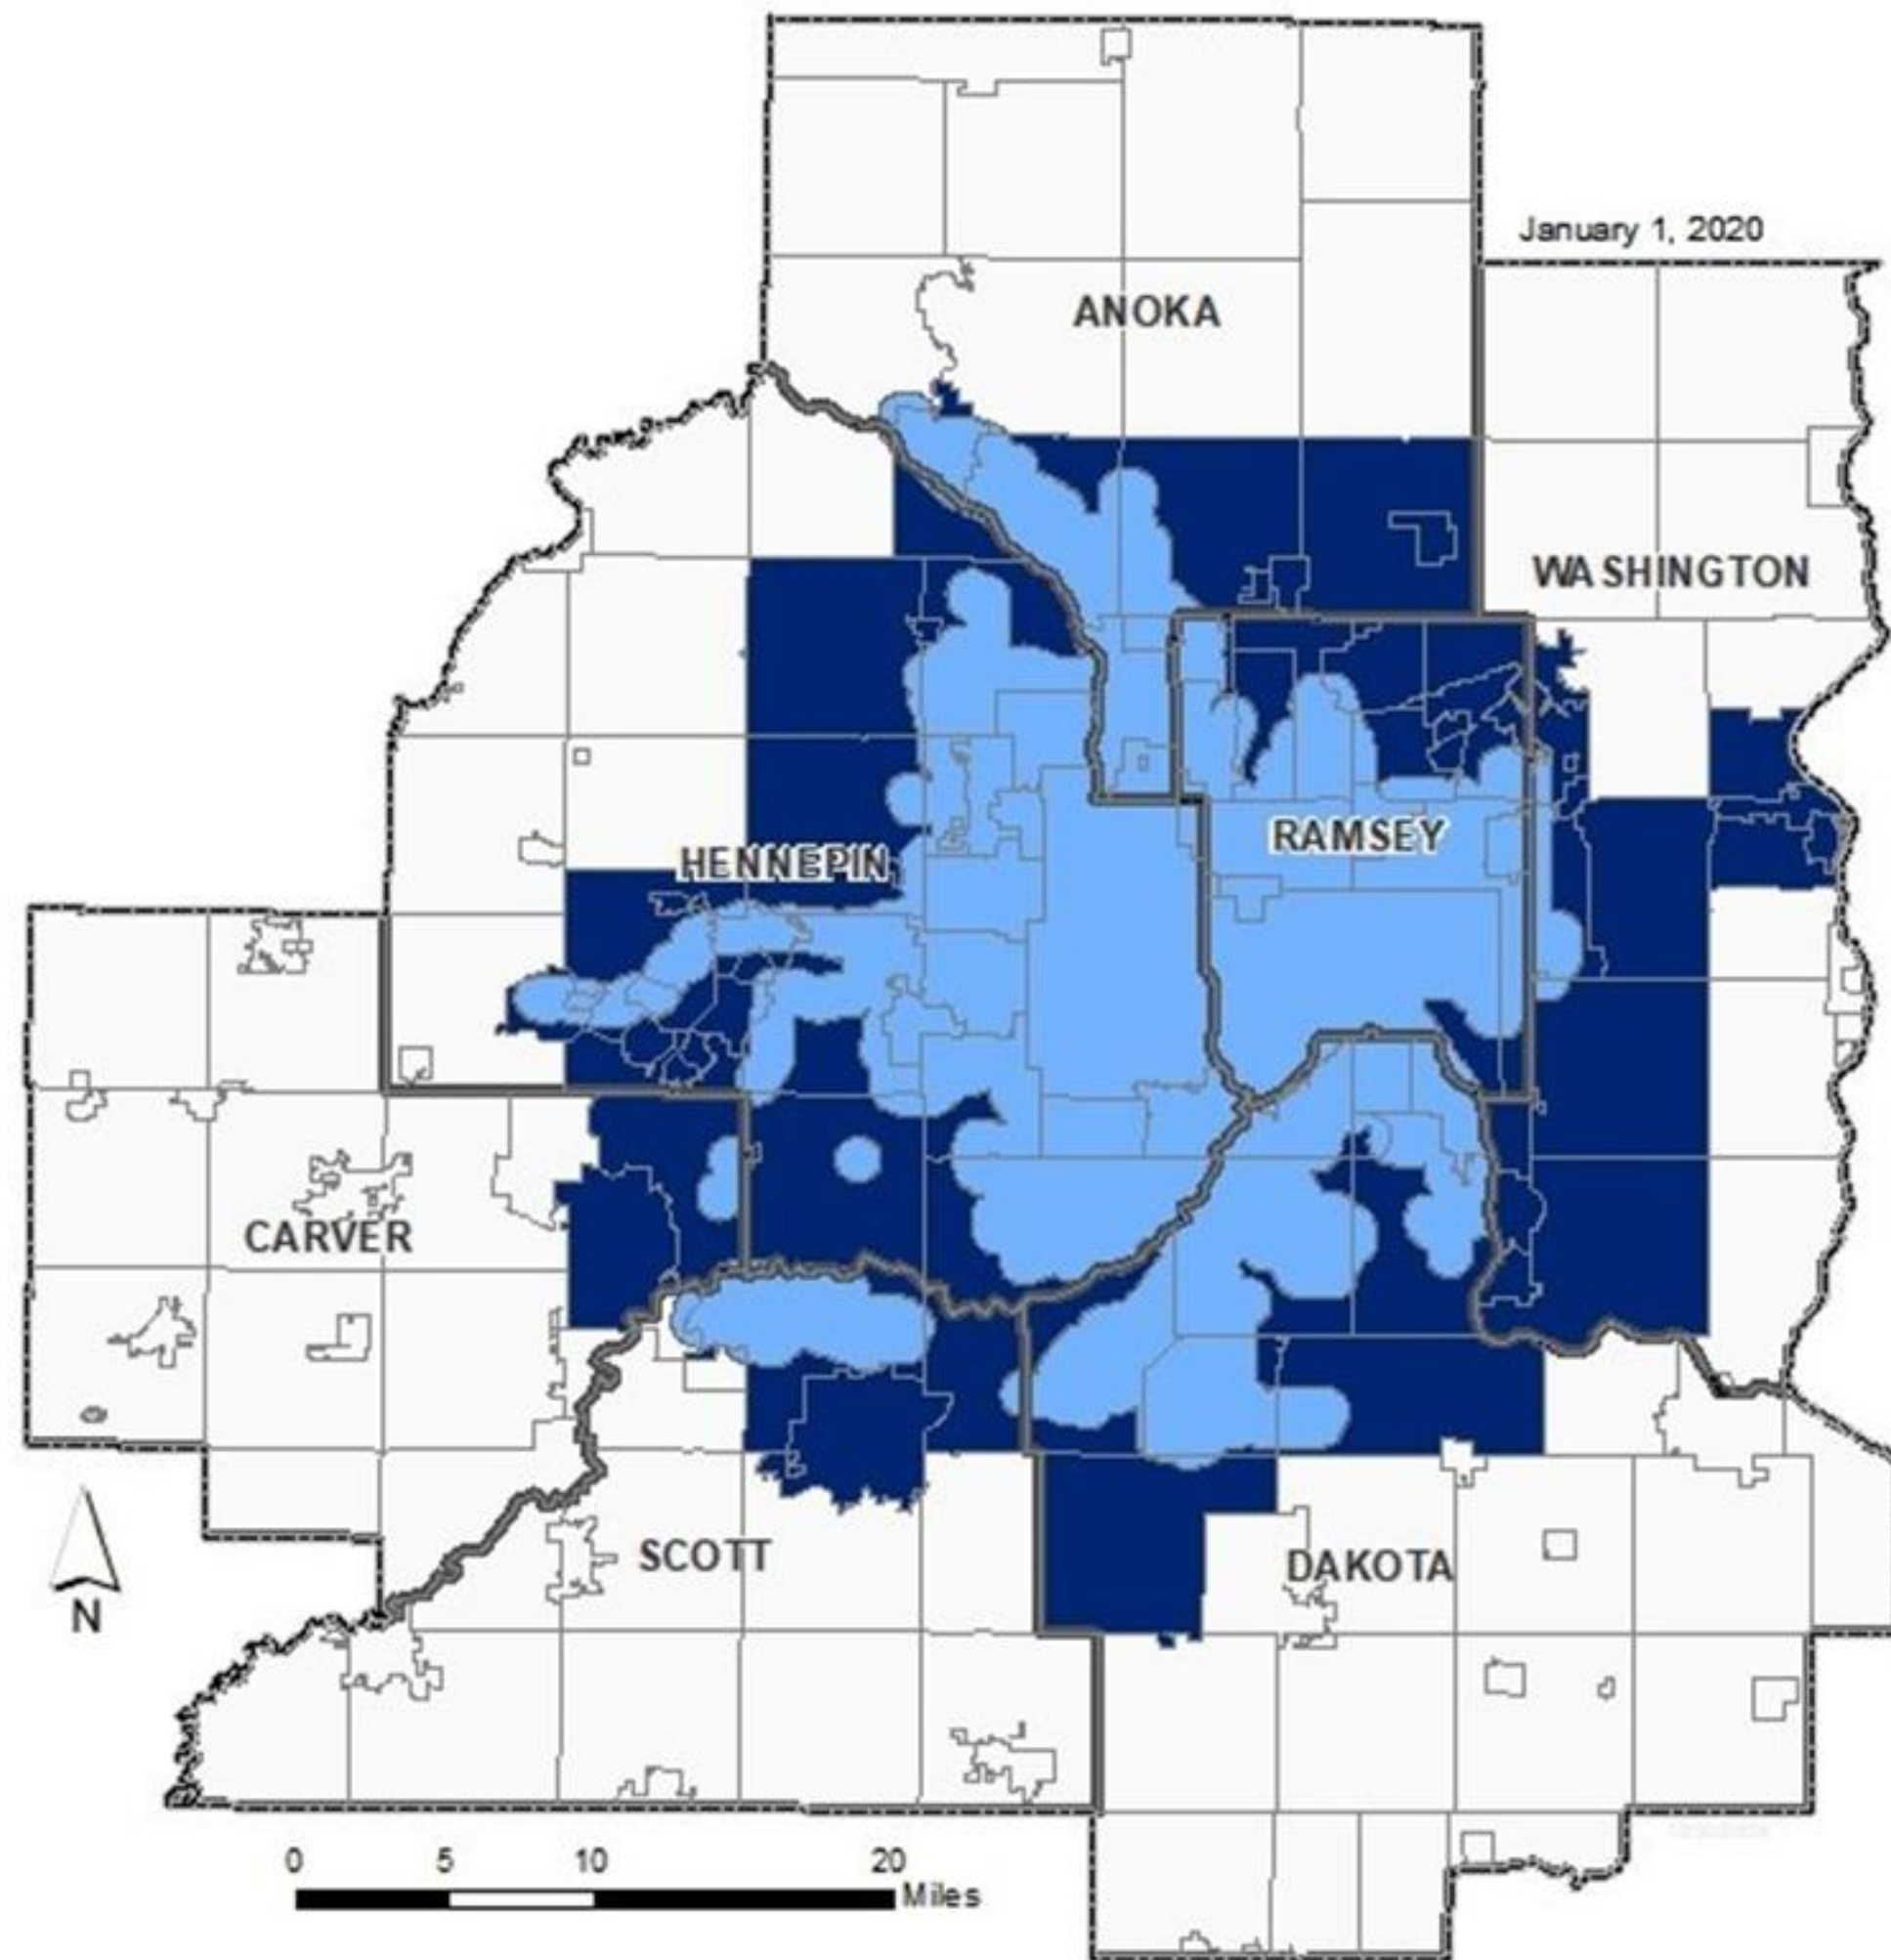 January 1, 2020
ANOKA
WASHINGTON
RAMSEY
HENNEPIN
CARVER
SCOTT
DAKOTA
N
0 5 10 20
Miles